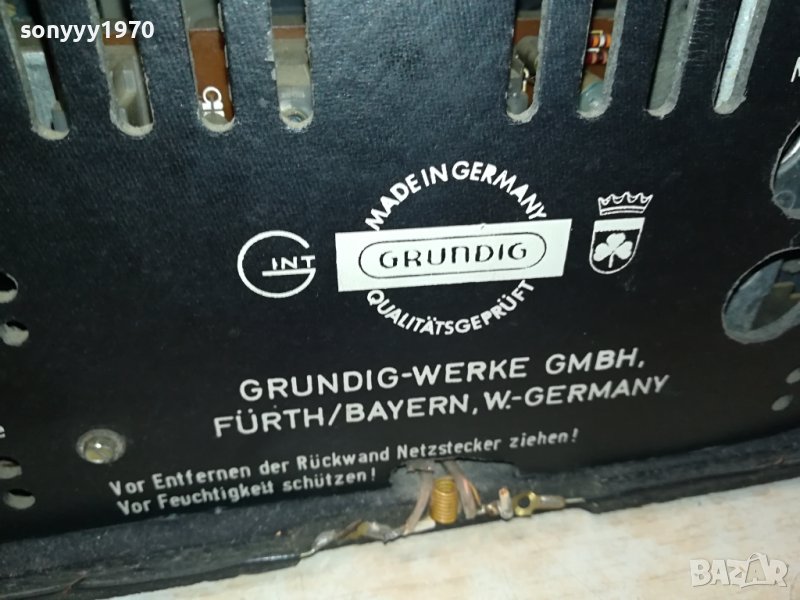 sonyyy1970
MADE IN GERMANY
G INT
GRUNDIG
QUALITÄTSGEPRÜFT
GRUNDIG-WERKE GMBH,
FÜRTH/BAYERN, W.-GERMANY
Vor Entfernen der Rückwand Netzstecker ziehen!
Vor Feuchtigkeit schützen!
BAZAR